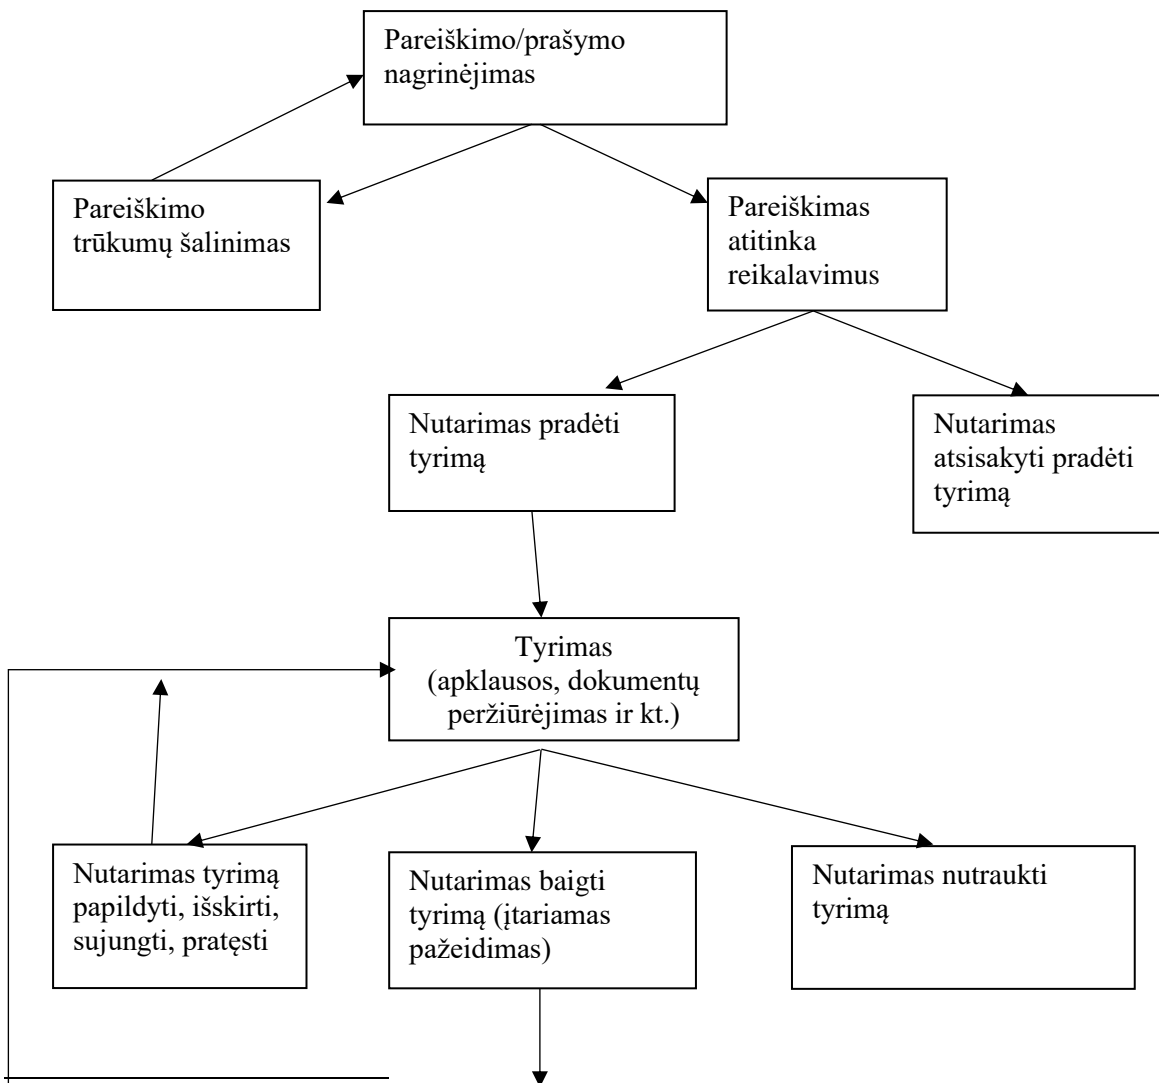 Pareiškimo/prašymo
nagrinėjimas
Pareiškimo
trūkumų šalinimas
Pareiškimas
atitinka
reikalavimus
Nutarimas pradėti
tyrimą
Nutarimas
atsisakyti pradėti
tyrimą
Tyrimas
(apklausos, dokumentų
peržiūrėjimas ir kt.)
Nutarimas tyrimą
papildyti, išskirti,
sujungti, pratęsti
Nutarimas baigti
tyrimą (įtariamas
pažeidimas)
Nutarimas nutraukti
tyrimą